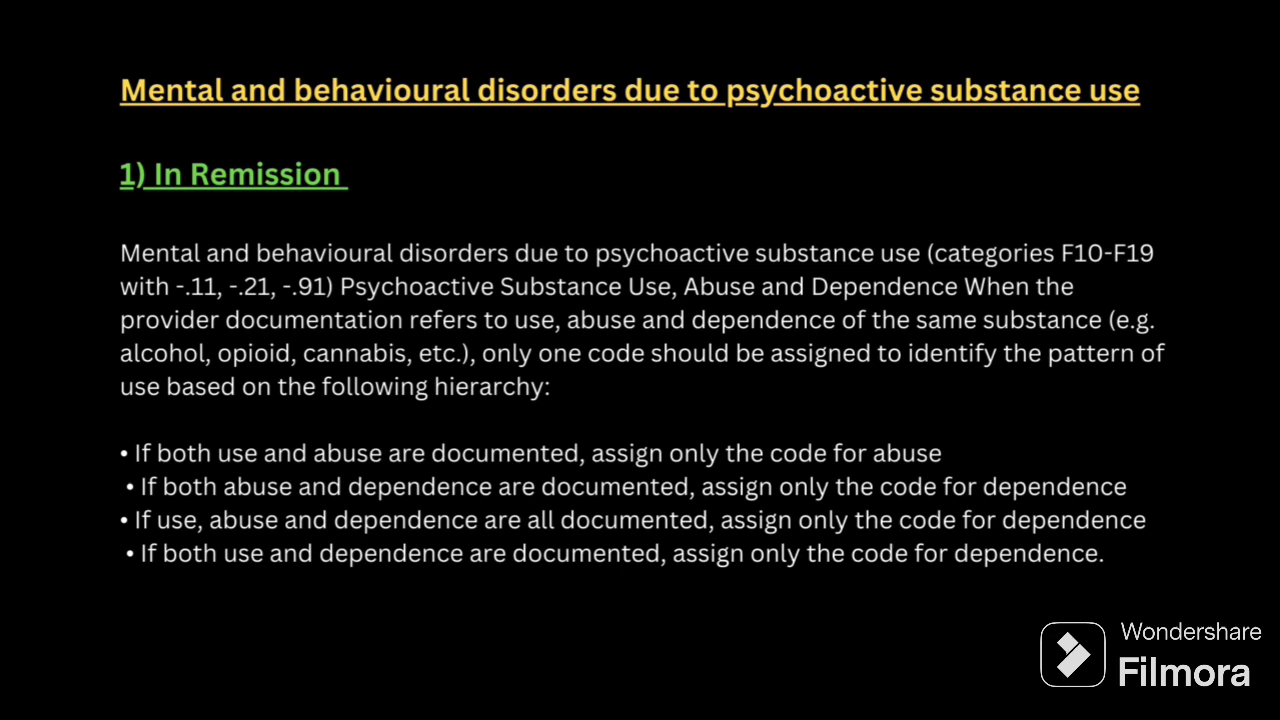 Mental and behavioural disorders due to psychoactive substance use
1) In Remission
Mental and behavioural disorders due to psychoactive substance use (categories F10-F19
with -.11, -.21, -.91) Psychoactive Substance Use, Abuse and Dependence When the
provider documentation refers to use, abuse and dependence of the same substance (e.g.
alcohol, opioid, cannabis, etc.), only one code should be assigned to identify the pattern of
use based on the following hierarchy:
• If both use and abuse are documented, assign only the code for abuse
• If both abuse and dependence are documented, assign only the code for dependence
• If use, abuse and dependence are all documented, assign only the code for dependence
• If both use and dependence are documented, assign only the code for dependence.
Wondershare
Filmora